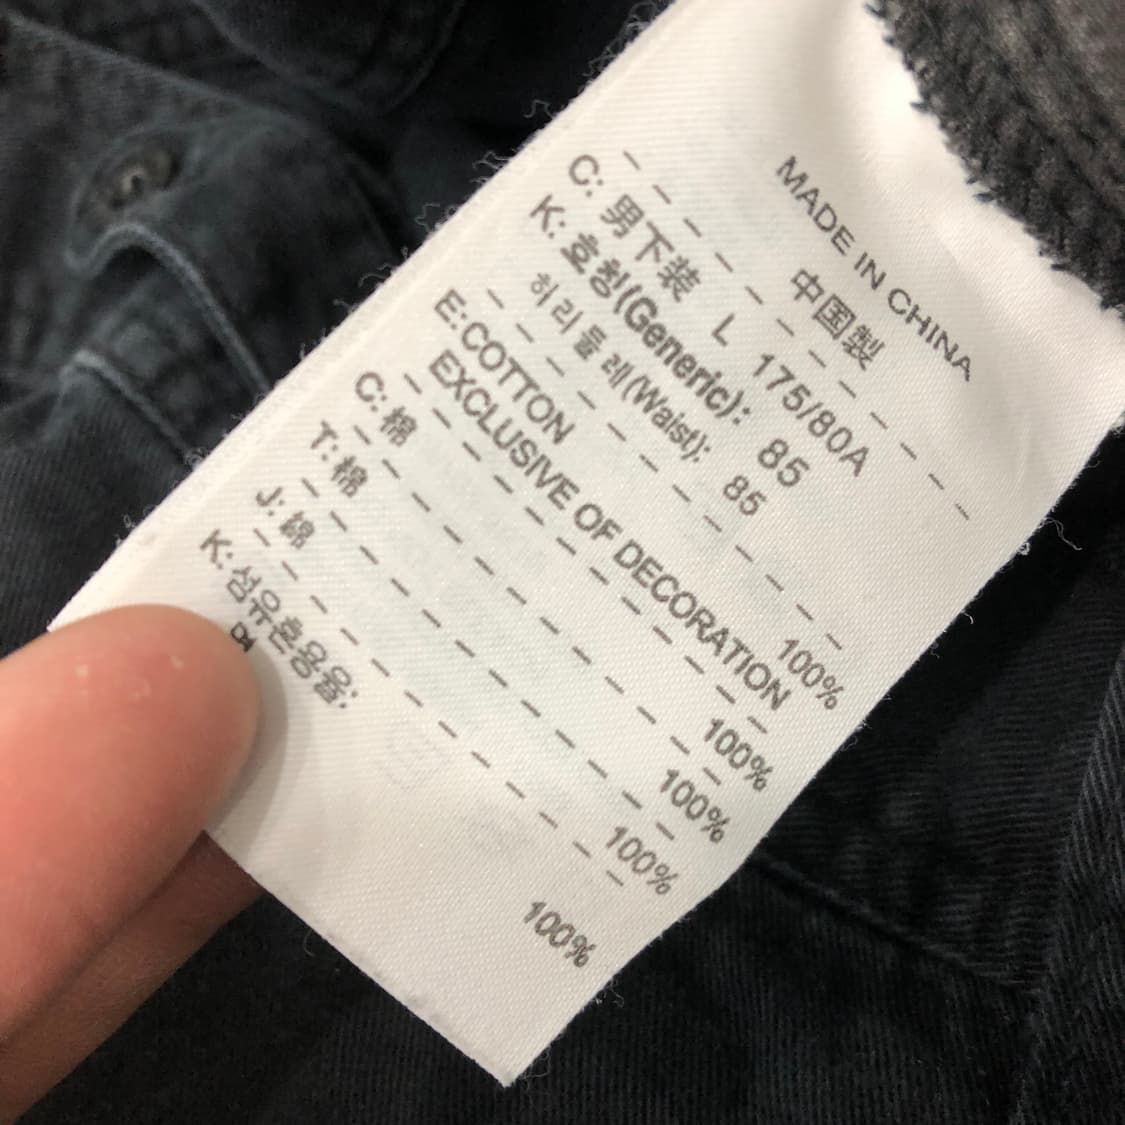 MADE IN CHINA
中国製
C: 男下装 L 175/80A
K: 호칭(Generic): 85
허리둘레(Waist): 85
E:COTTON 100%
EXCLUSIVE OF DECORATION
C: 棉 100%
T: 棉 100%
J: 綿 100%
K: 섬유혼용율:
면 100%